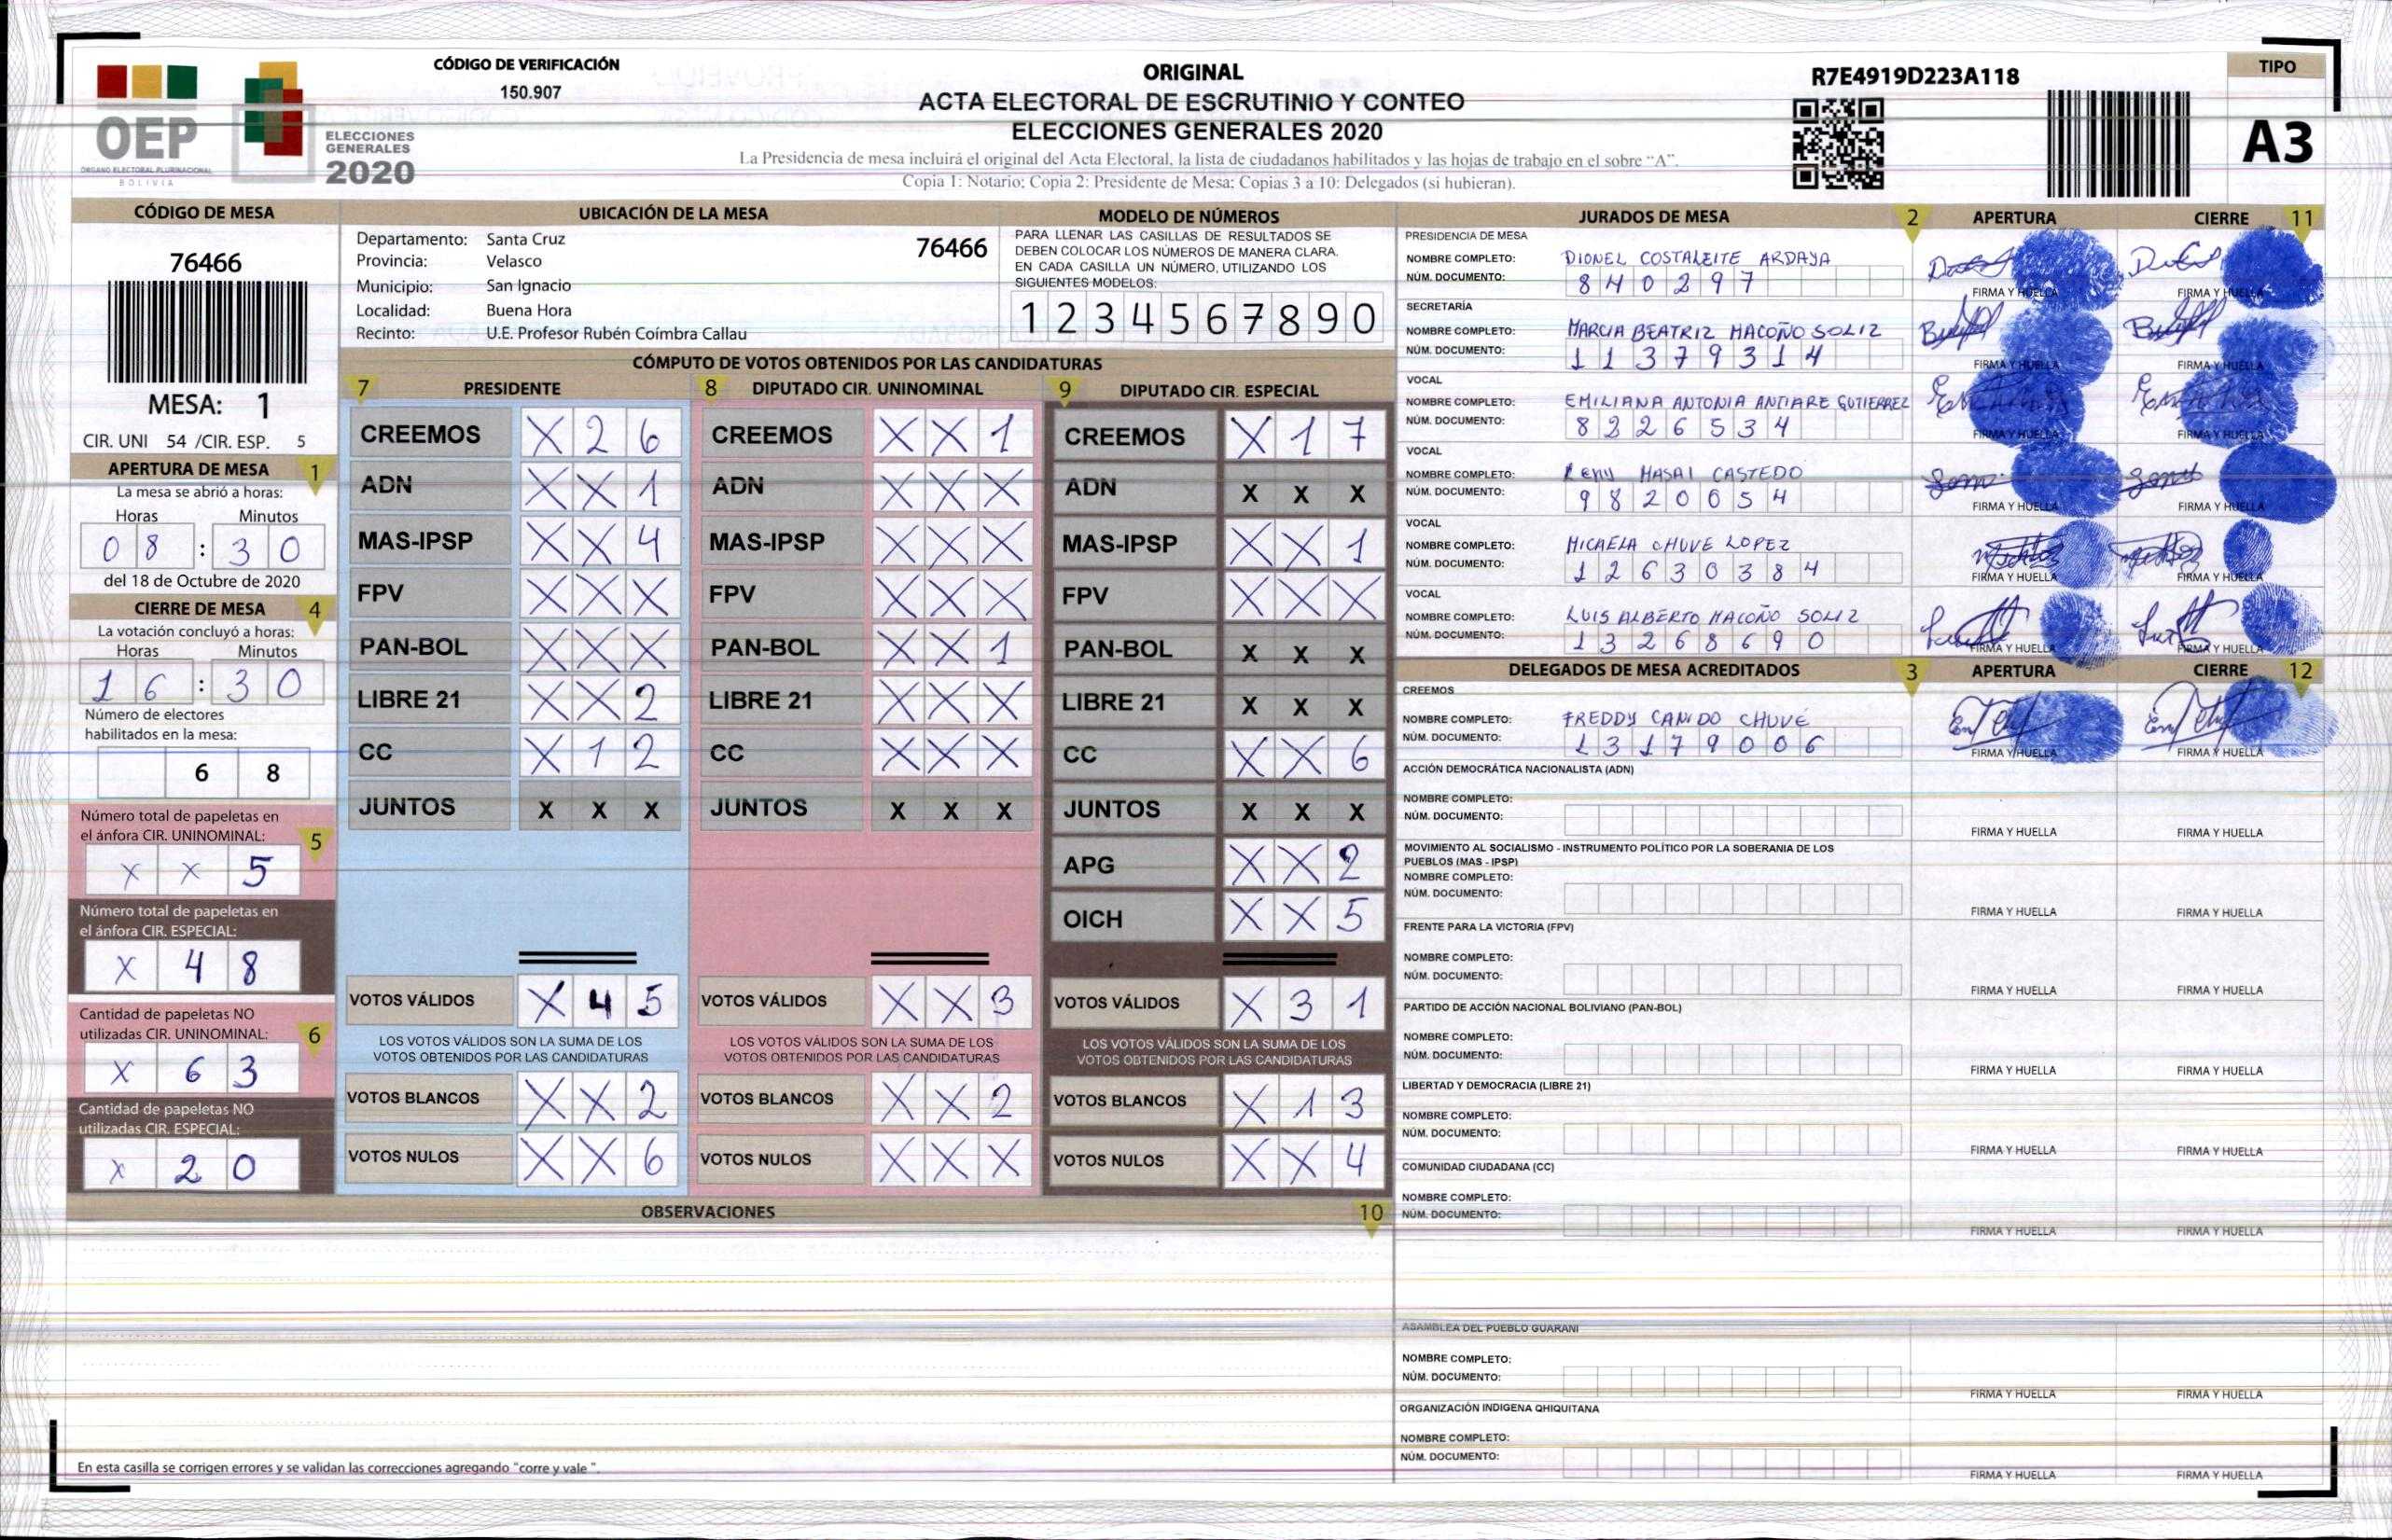 CÓDIGO DE VERIFICACIÓN
150.907
OEP
ÓRGANO ELECTORAL PLURINACIONAL
BOLIVIA
ELECCIONES
GENERALES
2020
ORIGINAL
ACTA ELECTORAL DE ESCRUTINIO Y CONTEO
ELECCIONES GENERALES 2020
La Presidencia de mesa incluirá el original del Acta Electoral, la lista de ciudadanos habilitados y las hojas de trabajo en el sobre "A".
Copia 1: Notario; Copia 2: Presidente de Mesa; Copias 3 a 10: Delegados (si hubieran).
R7E4919D223A118
TIPO
A3
CÓDIGO DE MESA
76466
MESA: 1
CIR. UNI 54 /CIR. ESP. 5
APERTURA DE MESA 1
La mesa se abrió a horas:
Horas Minutos
0 8 : 3 0
del 18 de Octubre de 2020
CIERRE DE MESA 4
La votación concluyó a horas:
Horas Minutos
1 6 : 3 0
Número de electores
habilitados en la mesa:
6 8
Número total de papeletas en
el ánfora CIR. UNINOMINAL: 5
X X 5
Número total de papeletas en
el ánfora CIR. ESPECIAL:
X 4 8
Cantidad de papeletas NO
utilizadas CIR. UNINOMINAL: 6
X 6 3
Cantidad de papeletas NO
utilizadas CIR. ESPECIAL:
X 2 0
UBICACIÓN DE LA MESA
Departamento: Santa Cruz 76466
Provincia: Velasco
Municipio: San Ignacio
Localidad: Buena Hora
Recinto: U.E. Profesor Rubén Coímbra Callau
MODELO DE NÚMEROS
PARA LLENAR LAS CASILLAS DE RESULTADOS SE
DEBEN COLOCAR LOS NÚMEROS DE MANERA CLARA.
EN CADA CASILLA UN NÚMERO, UTILIZANDO LOS
SIGUIENTES MODELOS:
1 2 3 4 5 6 7 8 9 0
CÓMPUTO DE VOTOS OBTENIDOS POR LAS CANDIDATURAS
7 PRESIDENTE
CREEMOS X 2 6
ADN X X 1
MAS-IPSP X X 4
FPV X X X
PAN-BOL X X X
LIBRE 21 X X 2
CC X 1 2
JUNTOS X X X
VOTOS VÁLIDOS X 4 5
LOS VOTOS VÁLIDOS SON LA SUMA DE LOS
VOTOS OBTENIDOS POR LAS CANDIDATURAS
VOTOS BLANCOS X X 2
VOTOS NULOS X X 6
8 DIPUTADO CIR. UNINOMINAL
CREEMOS X X 1
ADN X X X
MAS-IPSP X X X
FPV X X X
PAN-BOL X X 1
LIBRE 21 X X X
CC X X X
JUNTOS X X X
VOTOS VÁLIDOS X X 3
LOS VOTOS VÁLIDOS SON LA SUMA DE LOS
VOTOS OBTENIDOS POR LAS CANDIDATURAS
VOTOS BLANCOS X X 2
VOTOS NULOS X X X
9 DIPUTADO CIR. ESPECIAL
CREEMOS X 1 7
ADN X X X
MAS-IPSP X X 1
FPV X X X
PAN-BOL X X X
LIBRE 21 X X X
CC X X 6
JUNTOS X X X
APG X X 2
OICH X X 5
VOTOS VÁLIDOS X 3 1
LOS VOTOS VÁLIDOS SON LA SUMA DE LOS
VOTOS OBTENIDOS POR LAS CANDIDATURAS
VOTOS BLANCOS X 1 3
VOTOS NULOS X X 4
OBSERVACIONES 10
En esta casilla se corrigen errores y se validan las correcciones agregando "corre y vale".
JURADOS DE MESA 2 APERTURA CIERRE 11
PRESIDENCIA DE MESA
NOMBRE COMPLETO: DIONEL COSTALEITE ARDAYA
NÚM. DOCUMENTO: 8 4 0 2 9 7
FIRMA Y HUELLA FIRMA Y HUELLA
SECRETARÍA
NOMBRE COMPLETO: MARCIA BEATRIZ MACOÑO SOLIZ
NÚM. DOCUMENTO: 1 1 3 7 9 3 1 4
FIRMA Y HUELLA FIRMA Y HUELLA
VOCAL
NOMBRE COMPLETO: EMILIANA ANTONIA ANTIARE GUTIERREZ
NÚM. DOCUMENTO: 8 2 2 6 5 3 4
FIRMA Y HUELLA FIRMA Y HUELLA
VOCAL
NOMBRE COMPLETO: MASAI CASTEDO
NÚM. DOCUMENTO: 9 8 2 0 0 5 4
FIRMA Y HUELLA FIRMA Y HUELLA
VOCAL
NOMBRE COMPLETO: MICAELA CHUVE LOPEZ
NÚM. DOCUMENTO: 1 2 6 3 0 3 8 4
FIRMA Y HUELLA FIRMA Y HUELLA
VOCAL
NOMBRE COMPLETO: LUIS ALBERTO MACOÑO SOLIZ
NÚM. DOCUMENTO: 1 3 2 6 8 6 9 0
FIRMA Y HUELLA FIRMA Y HUELLA
DELEGADOS DE MESA ACREDITADOS 3 APERTURA CIERRE 12
CREEMOS
NOMBRE COMPLETO: FREDDY CANIDO CHUVÉ
NÚM. DOCUMENTO: 1 3 1 7 9 0 0 6
FIRMA Y HUELLA FIRMA Y HUELLA
ACCIÓN DEMOCRÁTICA NACIONALISTA (ADN)
NOMBRE COMPLETO:
NÚM. DOCUMENTO:
FIRMA Y HUELLA FIRMA Y HUELLA
MOVIMIENTO AL SOCIALISMO - INSTRUMENTO POLÍTICO POR LA SOBERANIA DE LOS
PUEBLOS (MAS - IPSP)
NOMBRE COMPLETO:
NÚM. DOCUMENTO:
FIRMA Y HUELLA FIRMA Y HUELLA
FRENTE PARA LA VICTORIA (FPV)
NOMBRE COMPLETO:
NÚM. DOCUMENTO:
FIRMA Y HUELLA FIRMA Y HUELLA
PARTIDO DE ACCIÓN NACIONAL BOLIVIANO (PAN-BOL)
NOMBRE COMPLETO:
NÚM. DOCUMENTO:
FIRMA Y HUELLA FIRMA Y HUELLA
LIBERTAD Y DEMOCRACIA (LIBRE 21)
NOMBRE COMPLETO:
NÚM. DOCUMENTO:
FIRMA Y HUELLA FIRMA Y HUELLA
COMUNIDAD CIUDADANA (CC)
NOMBRE COMPLETO:
NÚM. DOCUMENTO:
FIRMA Y HUELLA FIRMA Y HUELLA
ASAMBLEA DEL PUEBLO GUARANI
NOMBRE COMPLETO:
NÚM. DOCUMENTO:
FIRMA Y HUELLA FIRMA Y HUELLA
ORGANIZACIÓN INDIGENA QHIQUITANA
NOMBRE COMPLETO:
NÚM. DOCUMENTO:
FIRMA Y HUELLA FIRMA Y HUELLA